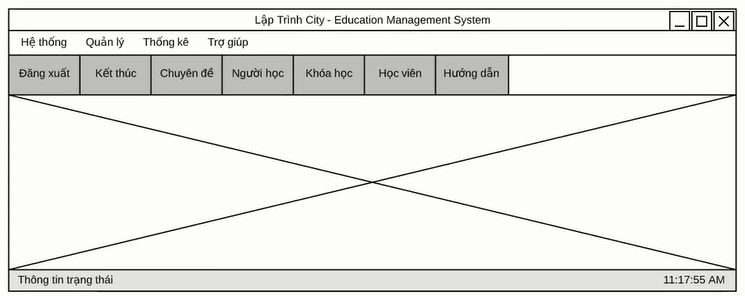 Lập Trình City - Education Management System
Hệ thống Quản lý Thống kê Trợ giúp
Đăng xuất Kết thúc Chuyên đề Người học Khóa học Học viên Hướng dẫn
Thông tin trạng thái 11:17:55 AM